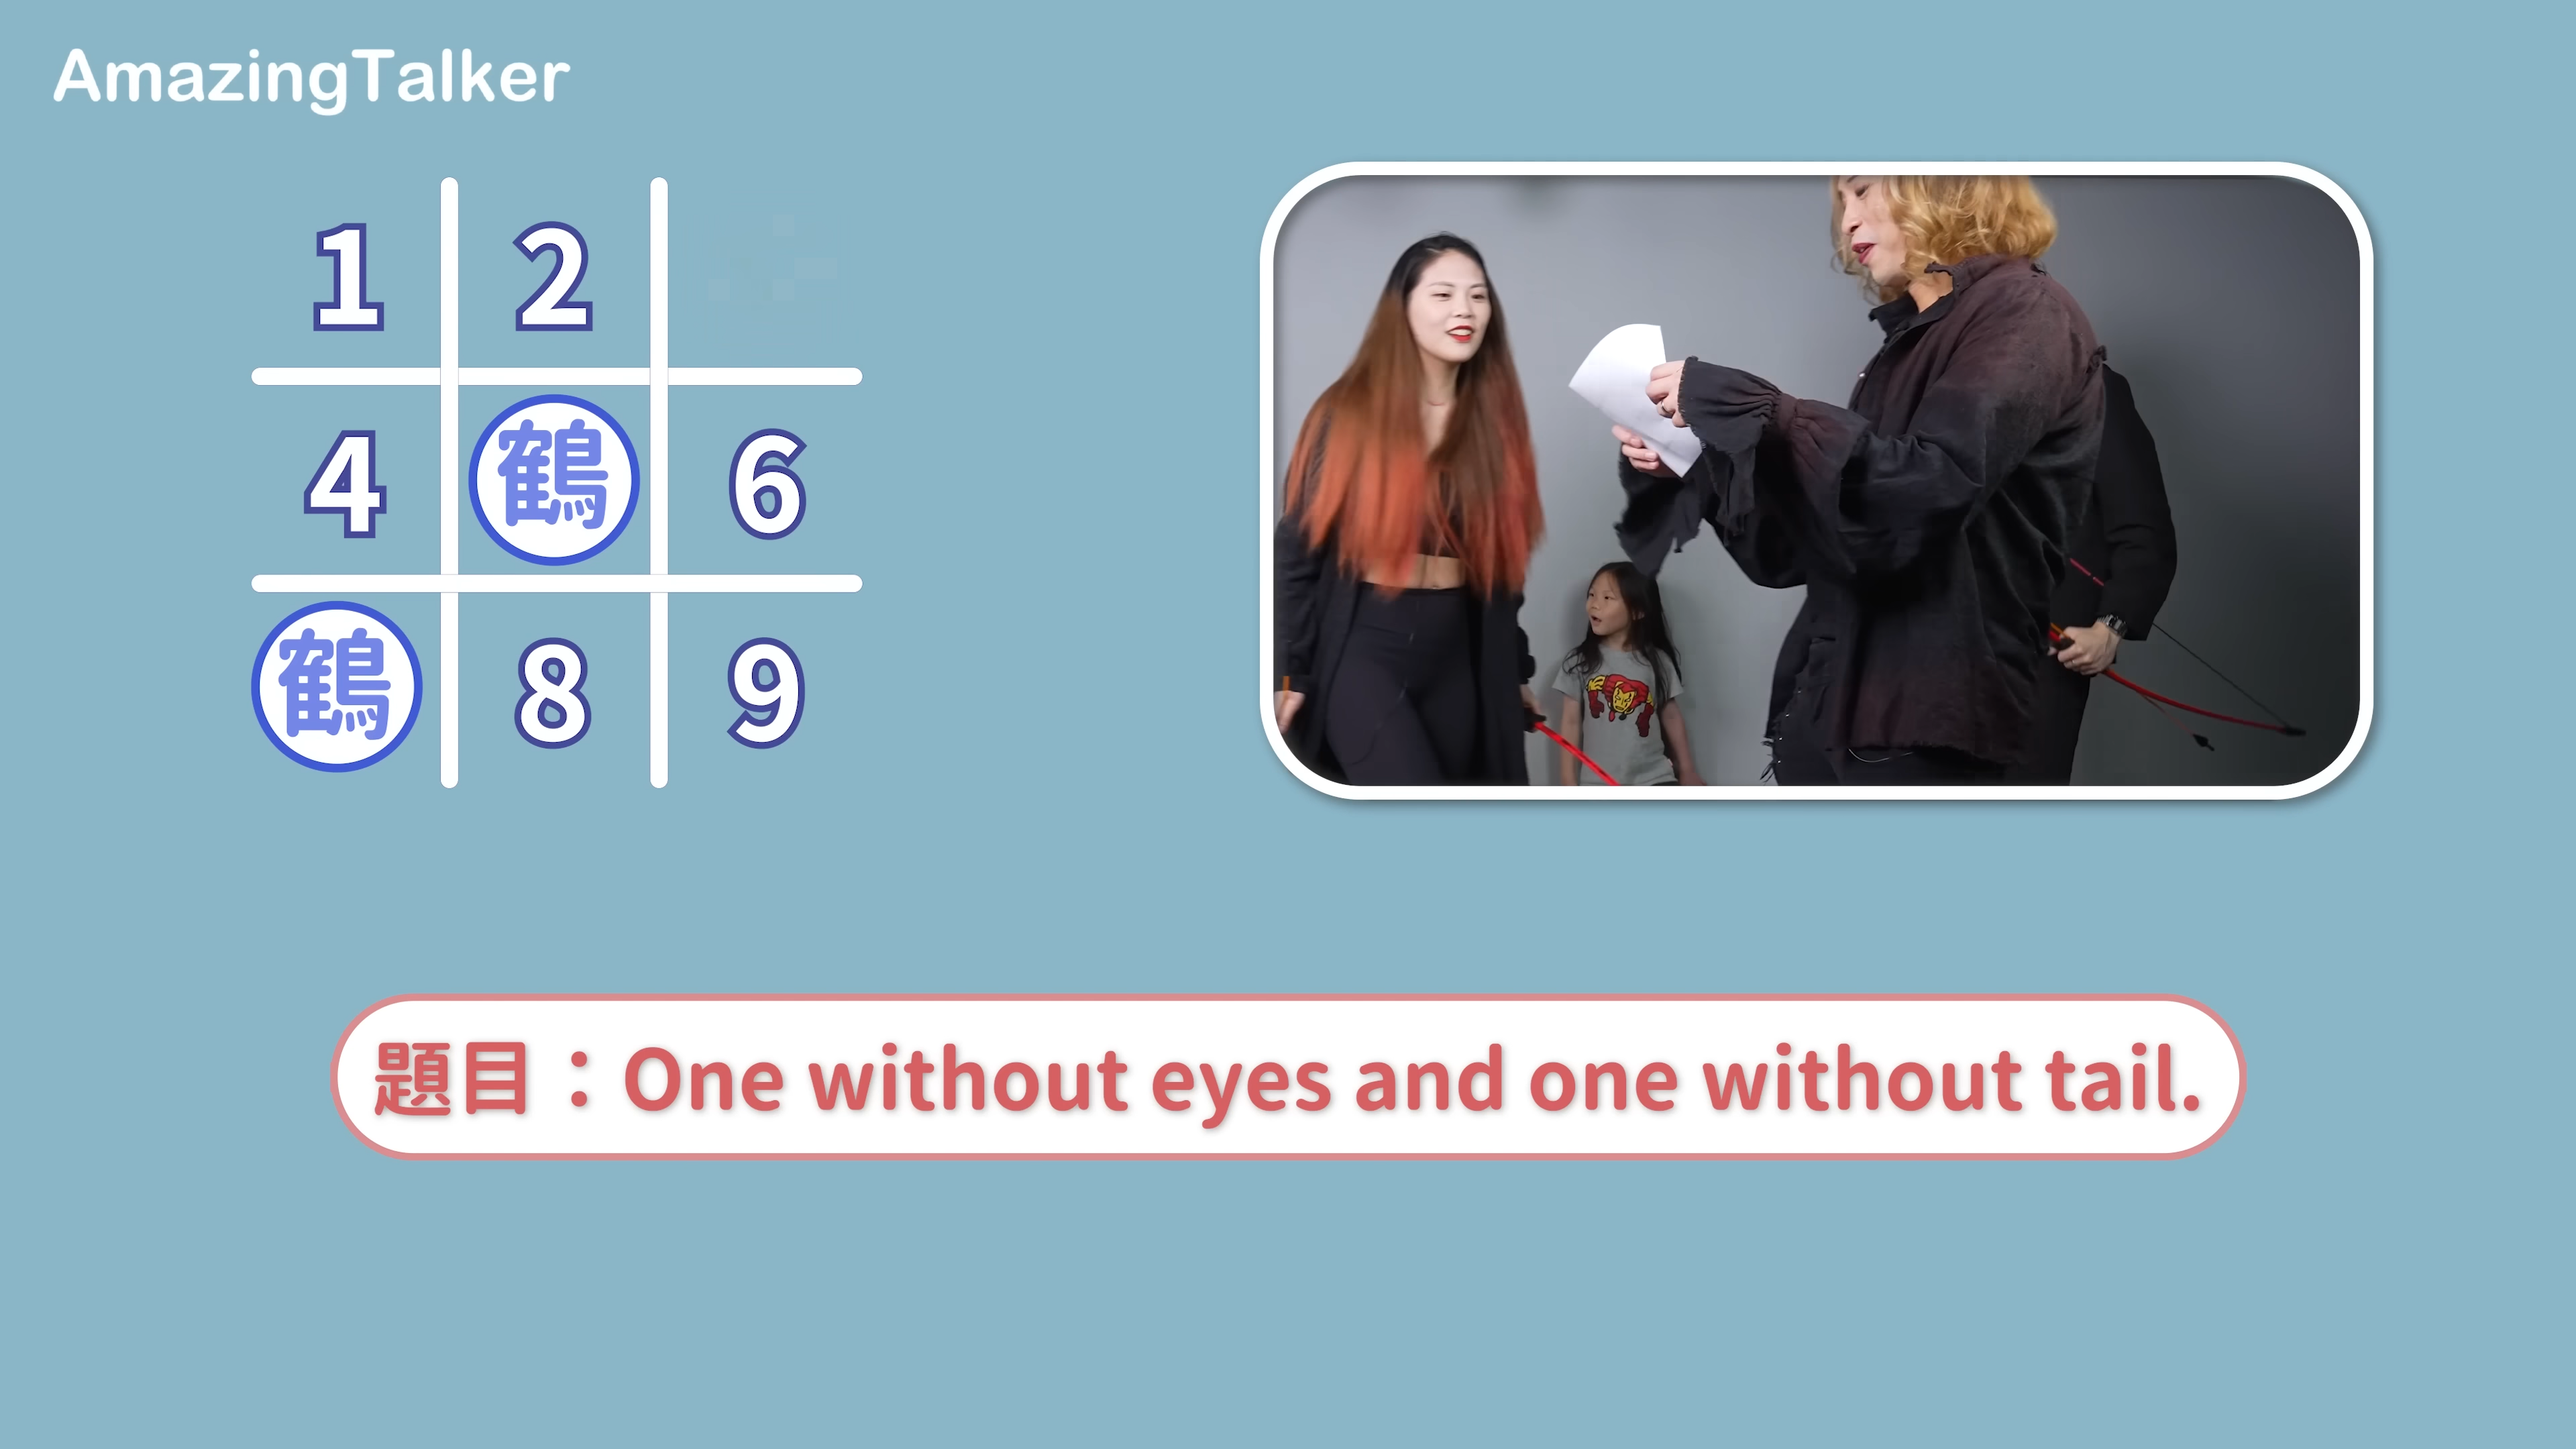 AmazingTalker
1 2
4 鶴 6
鶴 8 9
題目：One without eyes and one without tail.